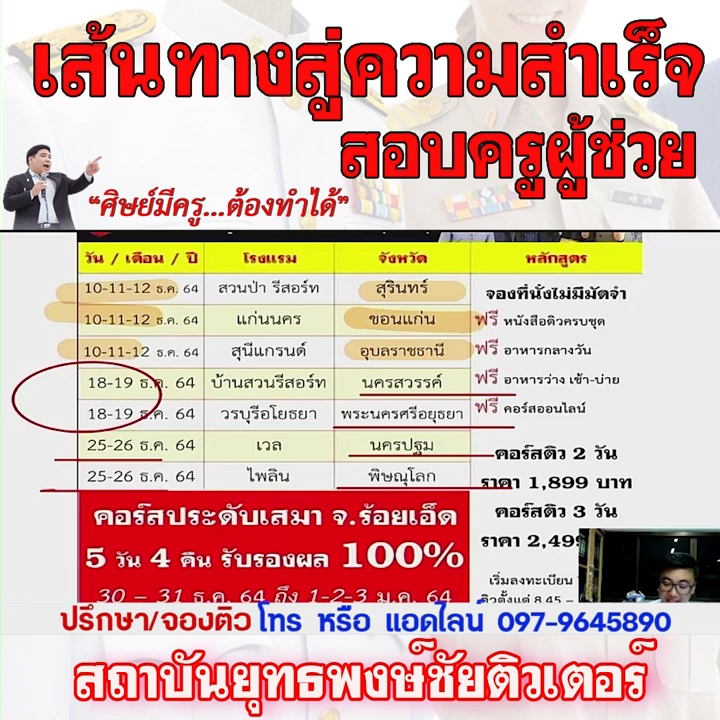 เส้นทางสู่ความสำเร็จ
สอบครูผู้ช่วย
“ศิษย์มีครู...ต้องทำได้”
วัน / เดือน / ปี โรงแรม จังหวัด หลักสูตร
10-11-12 ธ.ค. 64 สวนป่า รีสอร์ท สุรินทร์
10-11-12 ธ.ค. 64 แก่นนคร ขอนแก่น
10-11-12 ธ.ค. 64 สุนีแกรนด์ อุบลราชธานี
18-19 ธ.ค. 64 บ้านสวนรีสอร์ท นครสวรรค์
18-19 ธ.ค. 64 วรบุรีอโยธยา พระนครศรีอยุธยา
25-26 ธ.ค. 64 เวล นครปฐม
25-26 ธ.ค. 64 ไพลิน พิษณุโลก
จองที่นั่งไม่มีมัดจำ
ฟรี หนังสือติวครบชุด
ฟรี อาหารกลางวัน
ฟรี อาหารว่าง เช้า-บ่าย
ฟรี คอร์สออนไลน์
คอร์สติว 2 วัน
ราคา 1,899 บาท
คอร์สติว 3 วัน
ราคา 2,499
เริ่มลงทะเบียน
ติวตั้งแต่ 8.45 –
คอร์สประดับเสมา จ.ร้อยเอ็ด
5 วัน 4 คืน รับรองผล 100%
30 – 31 ธ.ค. 64 ถึง 1-2-3 ม.ค. 64
ปรึกษา/จองติว โทร หรือ แอดไลน์ 097-9645890
สถาบันยุทธพงษ์ชัยติวเตอร์